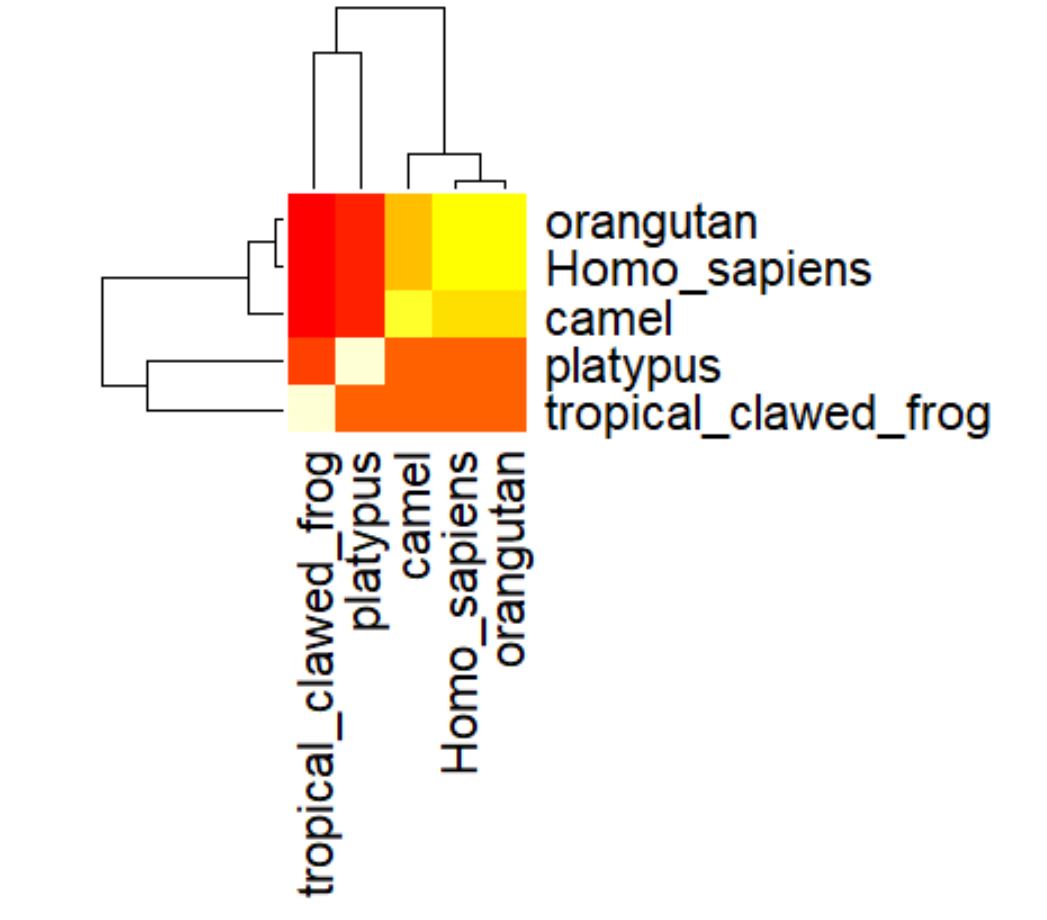 orangutan
Homo_sapiens
camel
platypus
tropical_clawed_frog
tropical_clawed_frog
platypus
camel
Homo_sapiens
orangutan